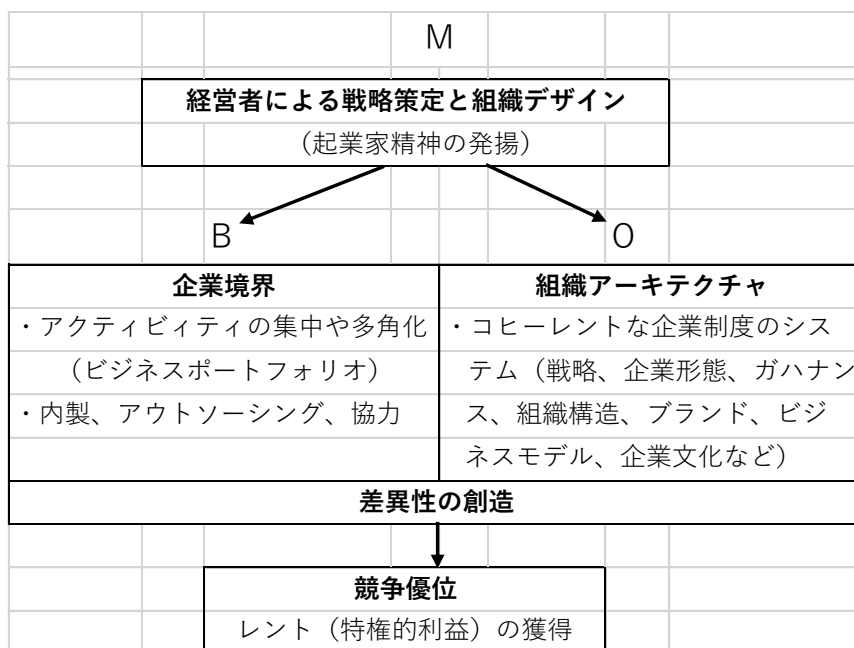 M
経営者による戦略策定と組織デザイン
（起業家精神の発揚）
B
O
企業境界
・アクティビィティの集中や多角化
（ビジネスポートフォリオ）
・内製、アウトソーシング、協力
組織アーキテクチャ
・コヒーレントな企業制度のシス
テム（戦略、企業形態、ガハナン
ス、組織構造、ブランド、ビジ
ネスモデル、企業文化など）
差異性の創造
競争優位
レント（特権的利益）の獲得